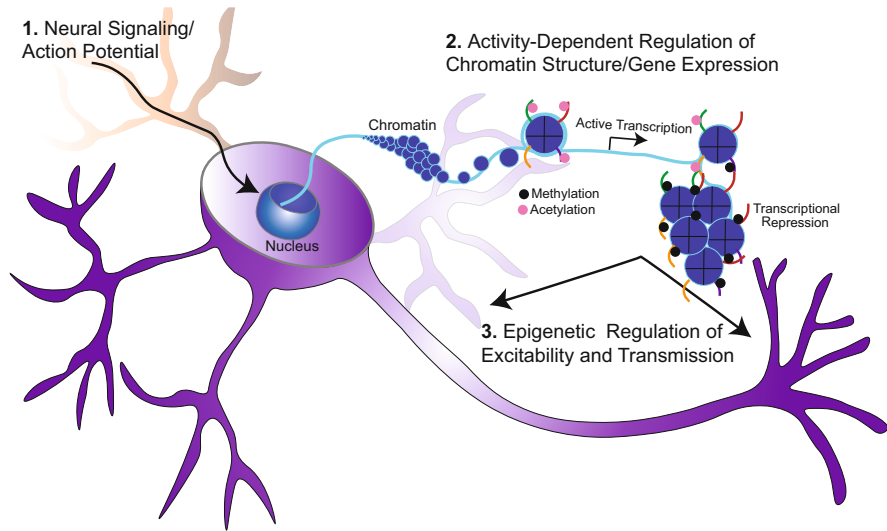 1. Neural Signaling/
Action Potential
2. Activity-Dependent Regulation of
Chromatin Structure/Gene Expression
Chromatin
Active Transcription
Methylation
Acetylation
Transcriptional
Repression
Nucleus
3. Epigenetic Regulation of
Excitability and Transmission